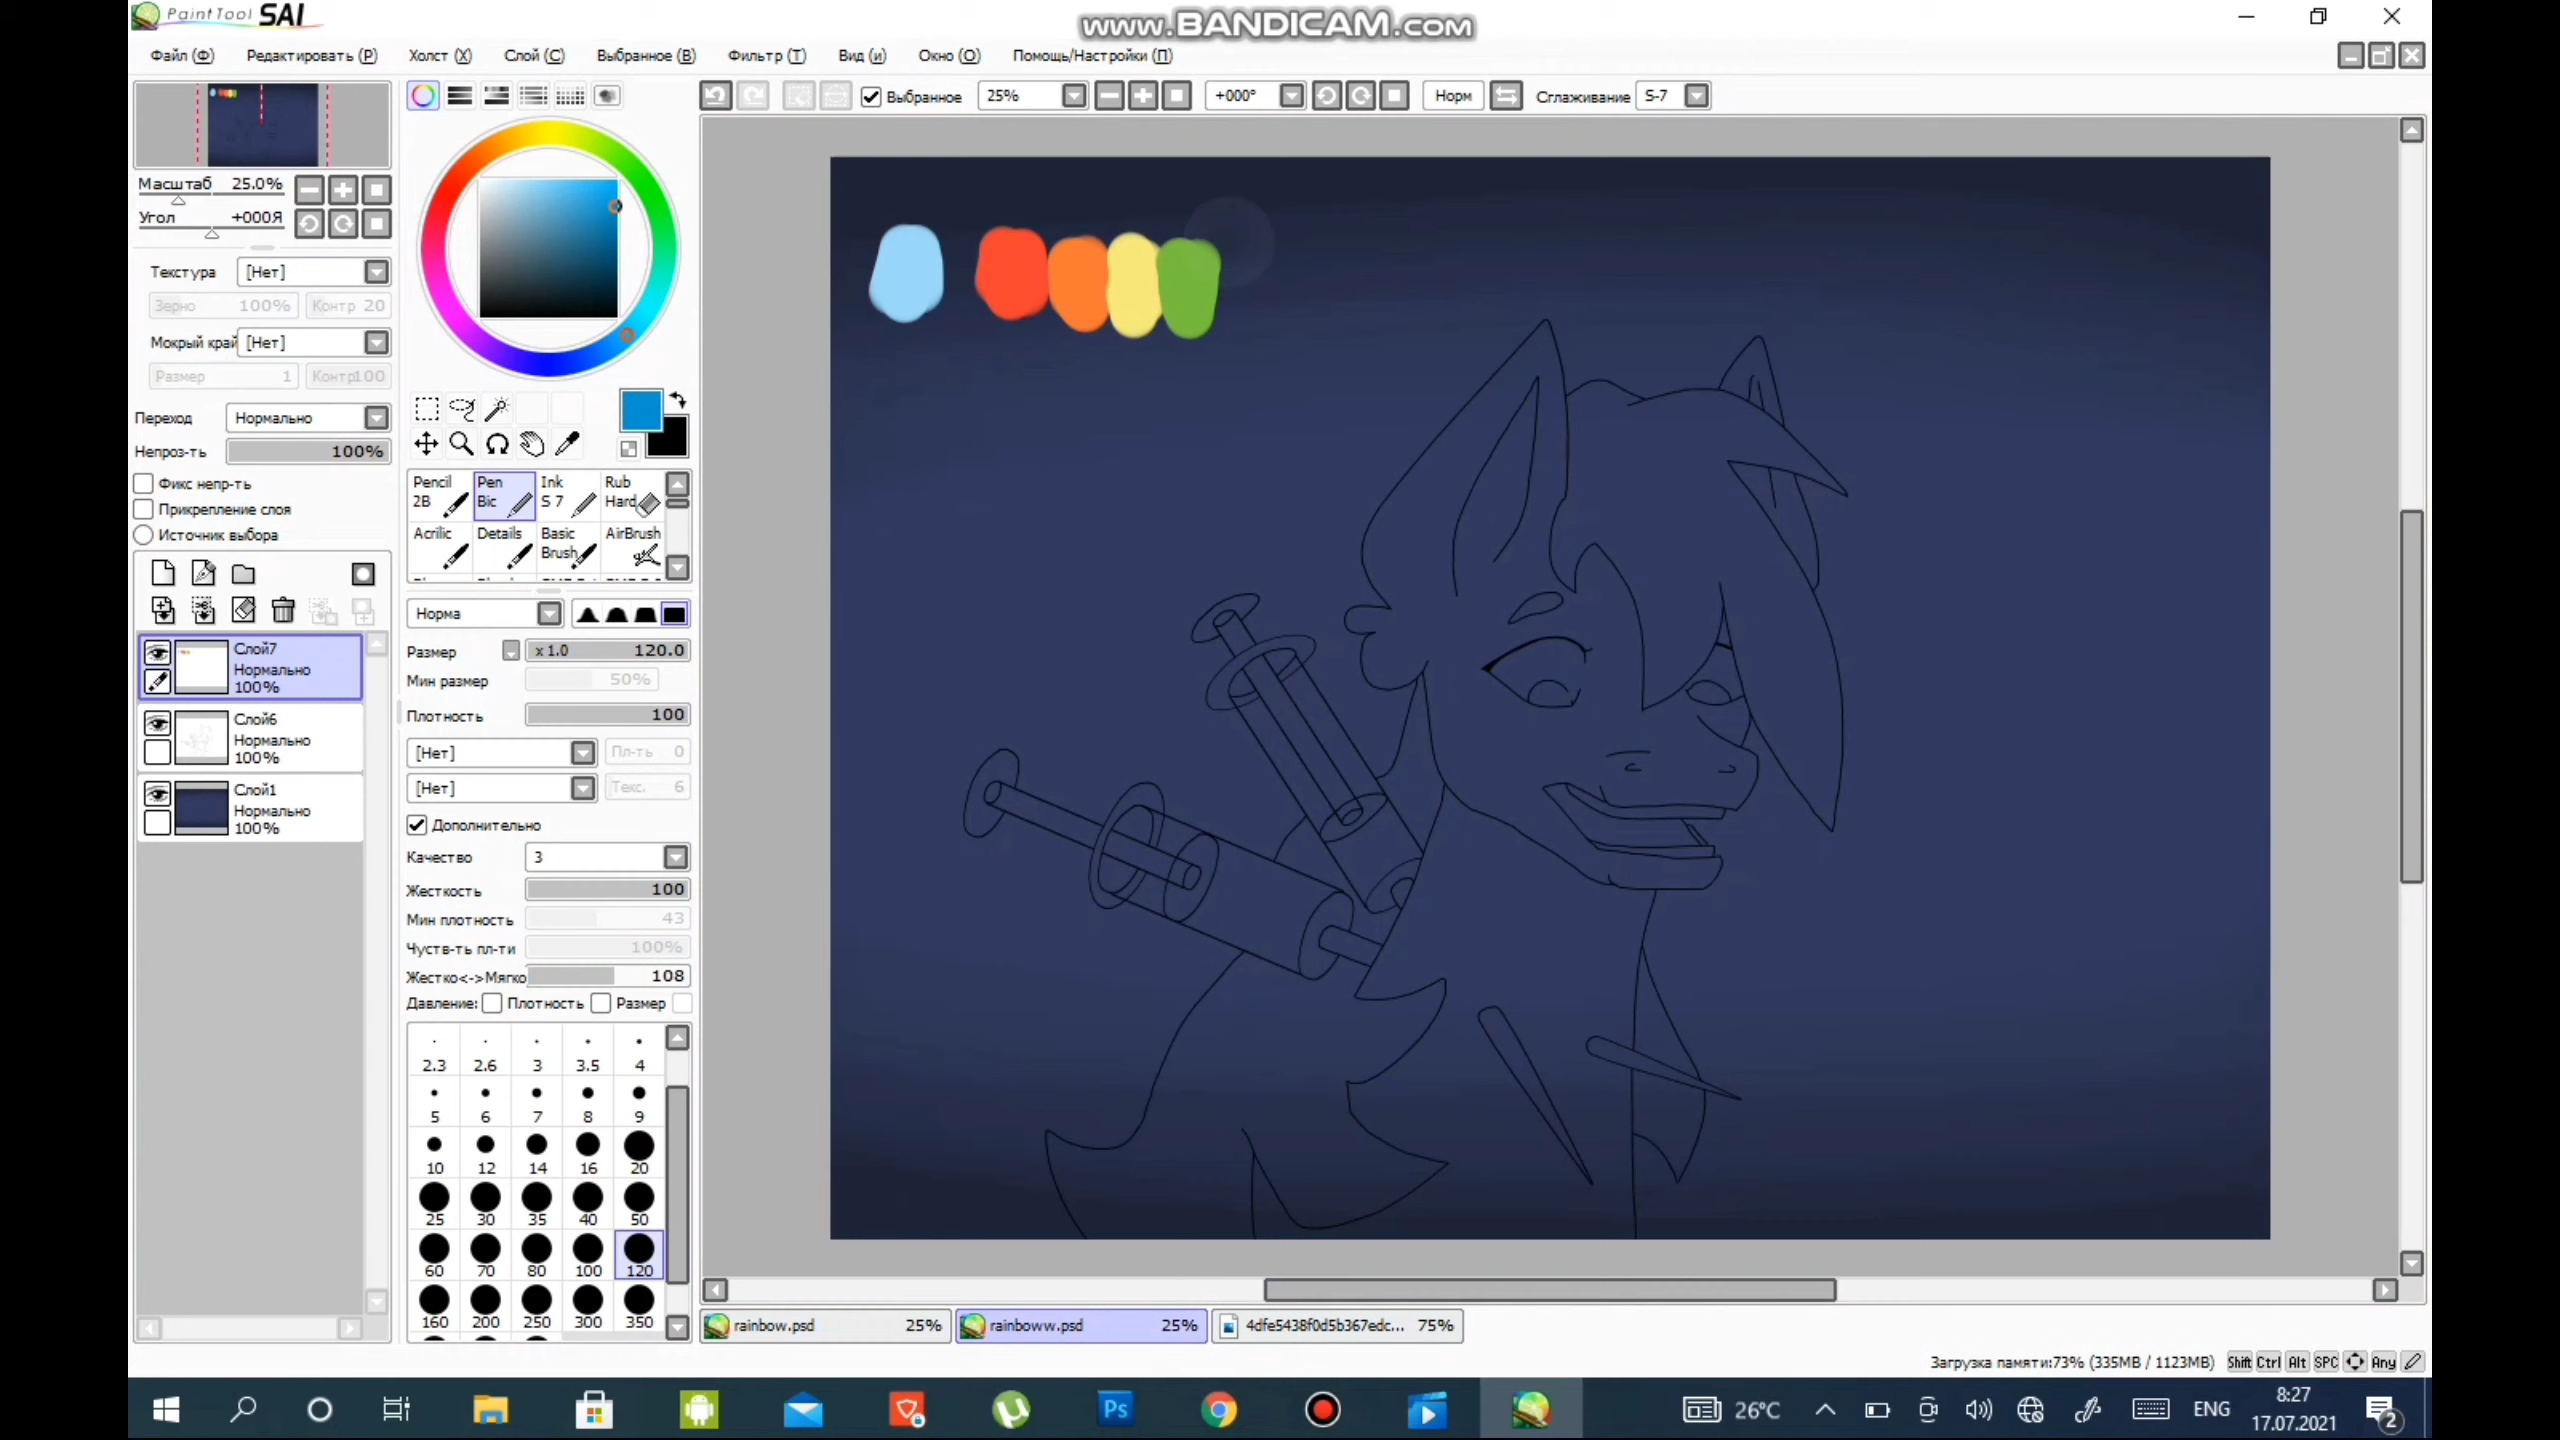 PaintTool SAI
www.BANDICAM.com
Файл (Ф) Редактировать (Р) Холст (Х) Слой (С) Выбранное (В) Фильтр (Т) Вид (и) Окно (О) Помощь/Настройки (П)
Выбранное 25% +000° Норм Сглаживание S-7
Масштаб 25.0%
Угол +000Я
Текстура [Нет]
Зерно 100% Контр 20
Мокрый край [Нет]
Размер 1 Контр100
Переход Нормально
Непроз-ть 100%
Фикс непр-ть
Прикрепление слоя
Источник выбора
Слой7
Нормально
100%
Слой6
Нормально
100%
Слой1
Нормально
100%
Pencil 2B
Pen Bic
Ink S 7
Rub Hard
Acrilic
Details
Basic Brush
AirBrush
Норма
Размер x 1.0 120.0
Мин размер 50%
Плотность 100
[Нет] Пл-ть 0
[Нет] Текс. 6
Дополнительно
Качество 3
Жесткость 100
Мин плотность 43
Чуств-ть пл-ти 100%
Жестко<->Мягко 108
Давление: Плотность Размер
2.3 2.6 3 3.5 4
5 6 7 8 9
10 12 14 16 20
25 30 35 40 50
60 70 80 100 120
160 200 250 300 350
rainbow.psd 25% rainboww.psd 25% 4dfe5438f0d5b367edc... 75%
Загрузка памяти:73% (335MB / 1123MB) Shift Ctrl Alt SPC Any
Ps
26°C
ENG
8:27
17.07.2021
2